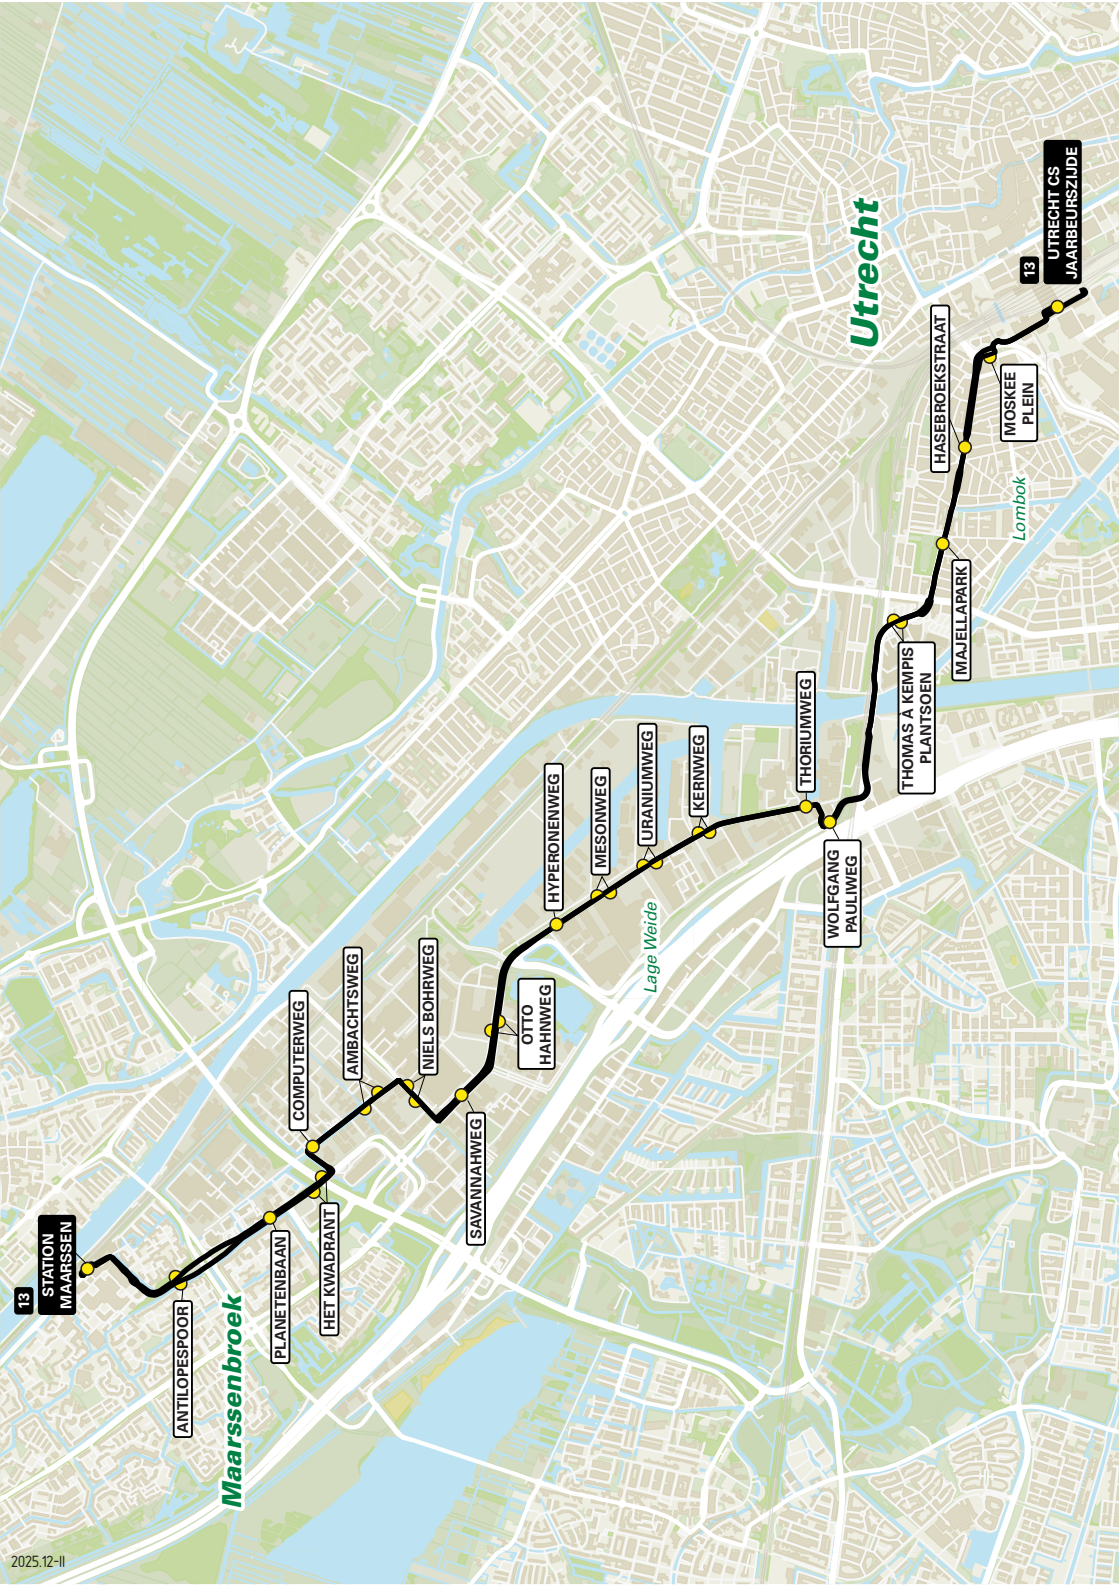 13
STATION
MAARSSEN
ANTILOPESPOOR
Maarssenbroek
PLANETENBAAN
HET KWADRANT
COMPUTERWEG
AMBACHTSWEG
NIELS BOHRWEG
SAVANNAHWEG
OTTO
HAHNWEG
HYPERONENWEG
MESONWEG
Lage Weide
URANIUMWEG
KERNWEG
THORIUMWEG
WOLFGANG
PAULIWEG
THOMAS À KEMPIS
PLANTSOEN
MAJELLAPARK
Lombok
HASEBROEKSTRAAT
MOSKEE
PLEIN
Utrecht
13
UTRECHT CS
JAARBEURSZIJDE
2025.12-II